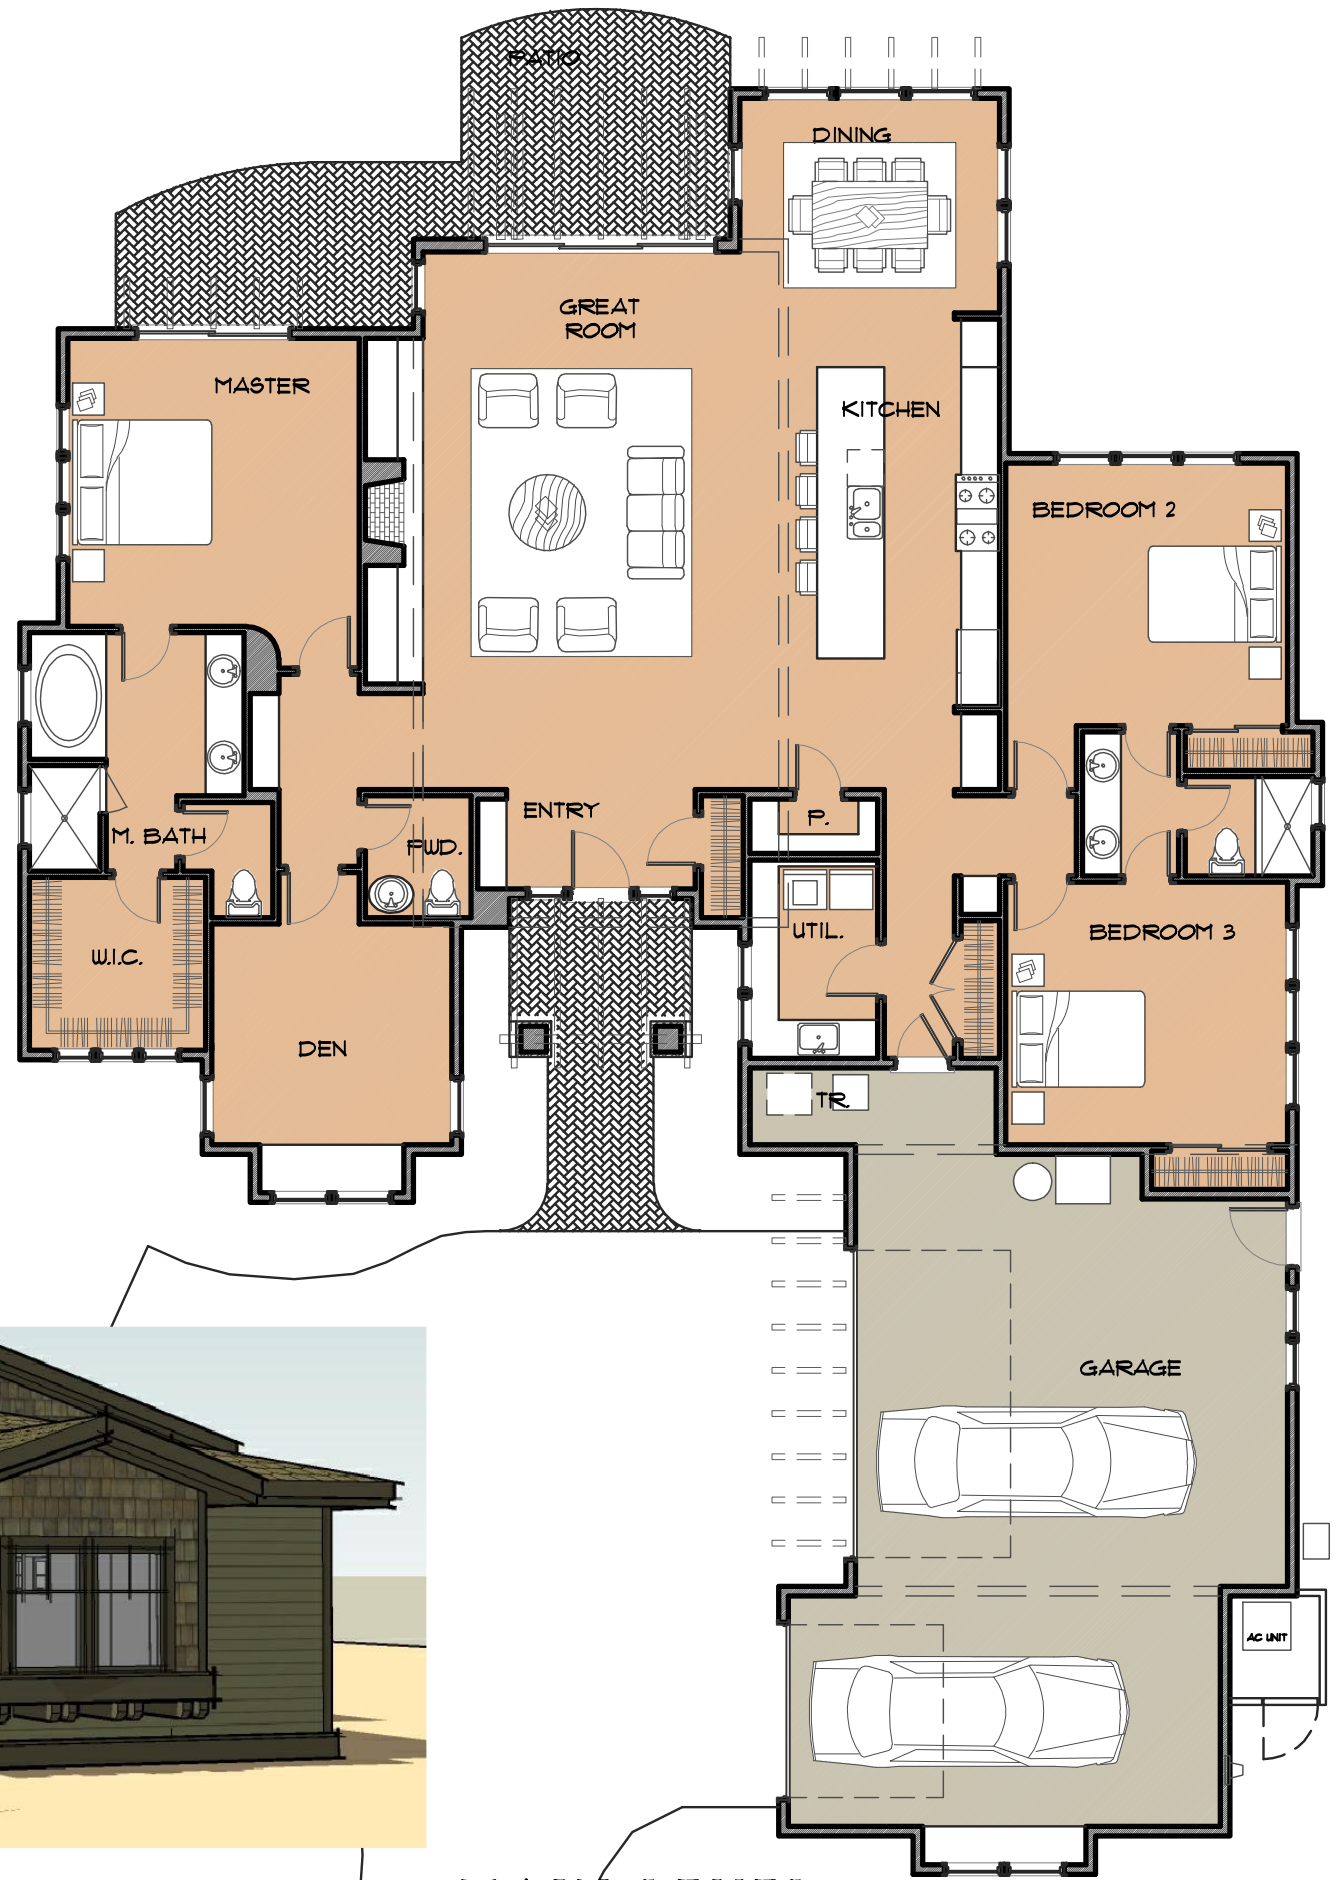 PATIO
DINING
GREAT
ROOM
MASTER
KITCHEN
BEDROOM 2
ENTRY
P.
M. BATH
PWD.
UTIL.
BEDROOM 3
W.I.C.
DEN
TR.
GARAGE
AC UNIT